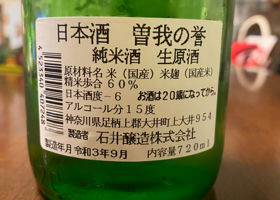 日本酒 曽我の誉
純米酒 生原酒
原材料名 米(国産)米麹(国産米)
精米歩合60%
日本酒度-6 お酒は20歳になってから。
アルコール分15度
神奈川県足柄上郡大井町上大井954
製造者 石井醸造株式会社
製造年月 令和3年9月 内容量720ml